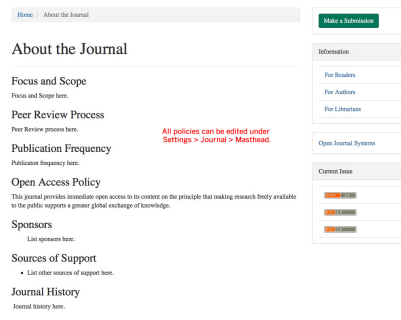 Home / About the Journal
About the Journal
Focus and Scope
Focus and Scope here.
Peer Review Process
Peer Review process here.
Publication Frequency
Publicaton frequency here.
Open Access Policy
This journal provides immediate open access to its content on the principle that making research freely available
to the public supports a greater global exchange of knowledge.
Sponsors
List sponsors here.
Sources of Support
• List other sources of support here.
Journal History
Journal history here.
All policies can be edited under
Settings > Journal > Masthead.
Make a Submission
Information
For Readers
For Authors
For Librarians
Open Journal Systems
Current Issue